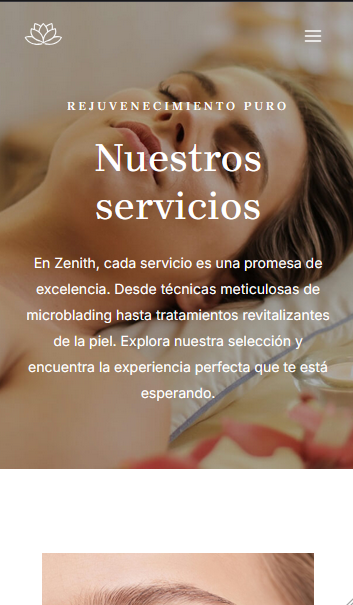 REJUVENECIMIENTO PURO
Nuestros
servicios
En Zenith, cada servicio es una promesa de
excelencia. Desde técnicas meticulosas de
microblading hasta tratamientos revitalizantes
de la piel. Explora nuestra selección y
encuentra la experiencia perfecta que te está
esperando.